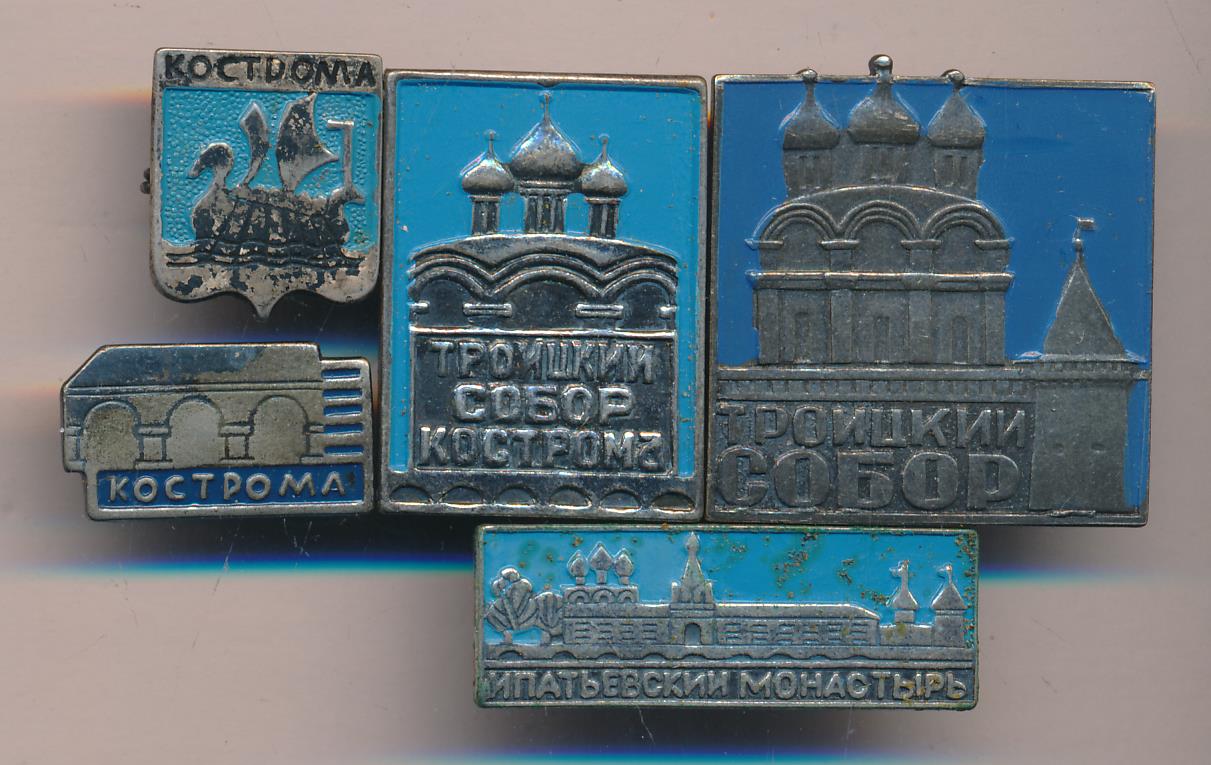 КОСТРОМА
ТРОИЦКИЙ
СОБОР
КОСТРОМА
ТРОИЦКИЙ
СОБОР
КОСТРОМА
ИПАТЬЕВСКИЙ МОНАСТЫРЬ